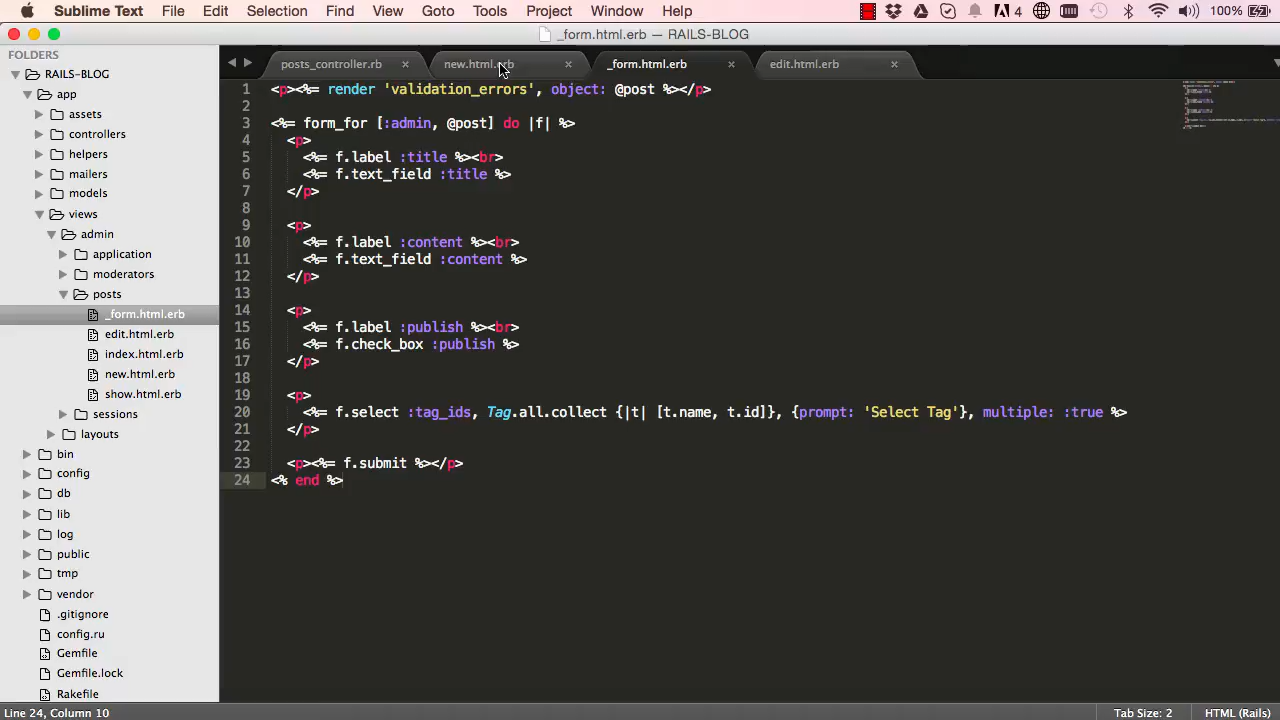 Sublime Text File Edit Selection Find View Goto Tools Project Window Help 4 100%
_form.html.erb — RAILS-BLOG
FOLDERS
RAILS-BLOG
app
assets
controllers
helpers
mailers
models
views
admin
application
moderators
posts
_form.html.erb
edit.html.erb
index.html.erb
new.html.erb
show.html.erb
sessions
layouts
bin
config
db
lib
log
public
tmp
vendor
.gitignore
config.ru
Gemfile
Gemfile.lock
Rakefile
posts_controller.rb new.html.erb _form.html.erb edit.html.erb
1 <p><%= render 'validation_errors', object: @post %></p>
2
3 <%= form_for [:admin, @post] do |f| %>
4 <p>
5 <%= f.label :title %><br>
6 <%= f.text_field :title %>
7 </p>
8
9 <p>
10 <%= f.label :content %><br>
11 <%= f.text_field :content %>
12 </p>
13
14 <p>
15 <%= f.label :publish %><br>
16 <%= f.check_box :publish %>
17 </p>
18
19 <p>
20 <%= f.select :tag_ids, Tag.all.collect {|t| [t.name, t.id]}, {prompt: 'Select Tag'}, multiple: :true %>
21 </p>
22
23 <p><%= f.submit %></p>
24 <% end %>
Line 24, Column 10 Tab Size: 2 HTML (Rails)